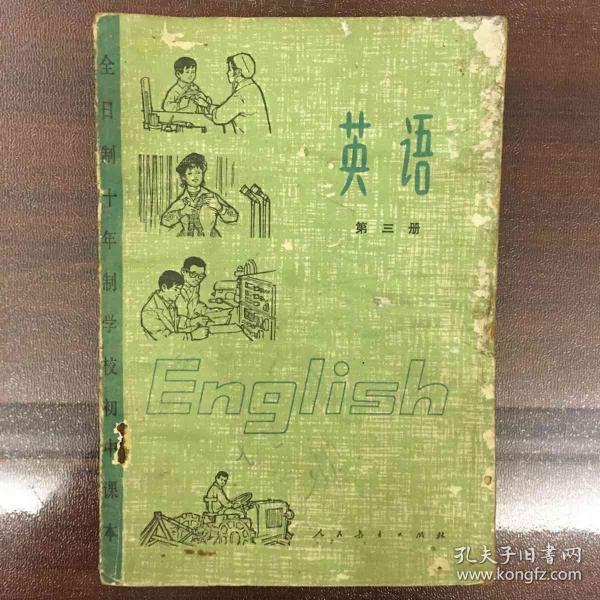 全日制十年制学校初中课本
英语
第三册
English
人民教育出版社
孔夫子旧书网
www.kongfz.com